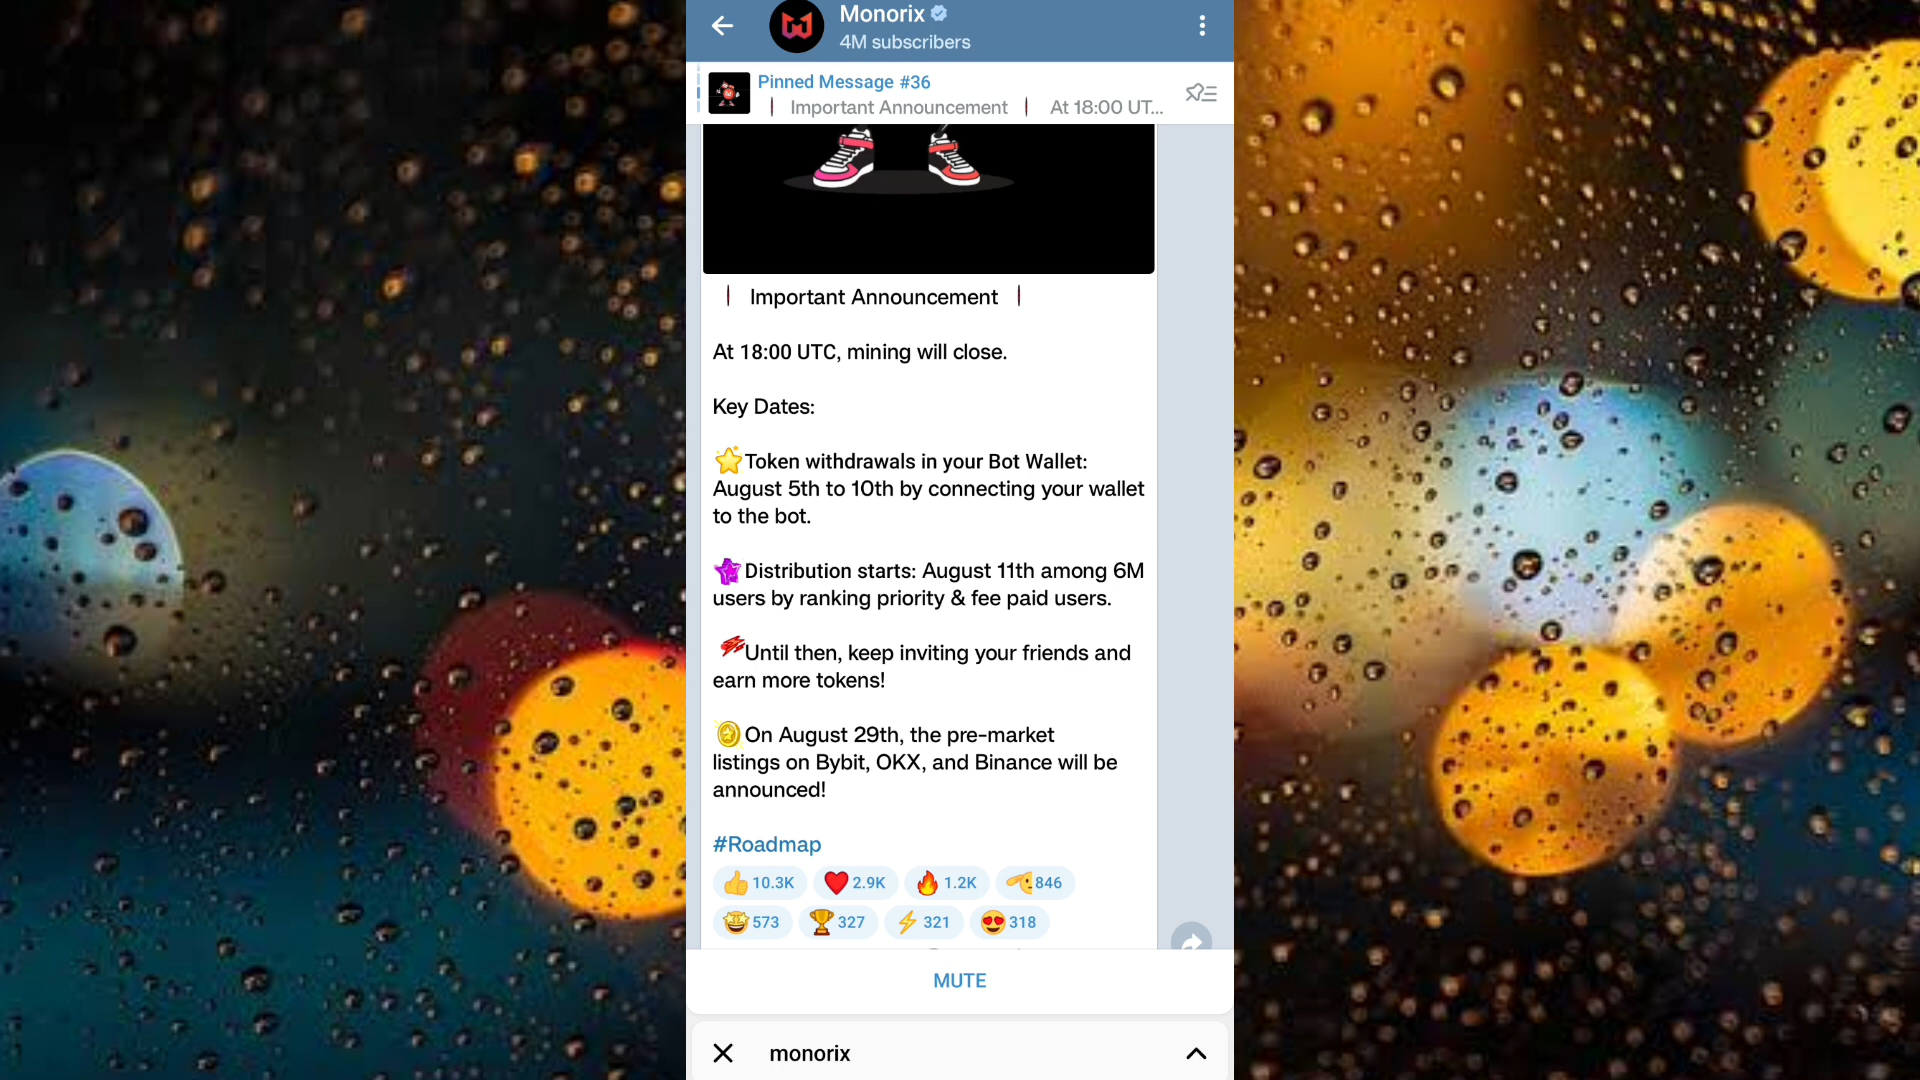 Monorix
4M subscribers
Pinned Message #36
Important Announcement
At 18:00 UT...
Important Announcement
At 18:00 UTC, mining will close.
Key Dates:
Token withdrawals in your Bot Wallet:
August 5th to 10th by connecting your wallet
to the bot.
Distribution starts: August 11th among 6M
users by ranking priority & fee paid users.
Until then, keep inviting your friends and
earn more tokens!
On August 29th, the pre-market
listings on Bybit, OKX, and Binance will be
announced!
#Roadmap
10.3K 2.9K 1.2K 846
573 327 321 318
MUTE
monorix